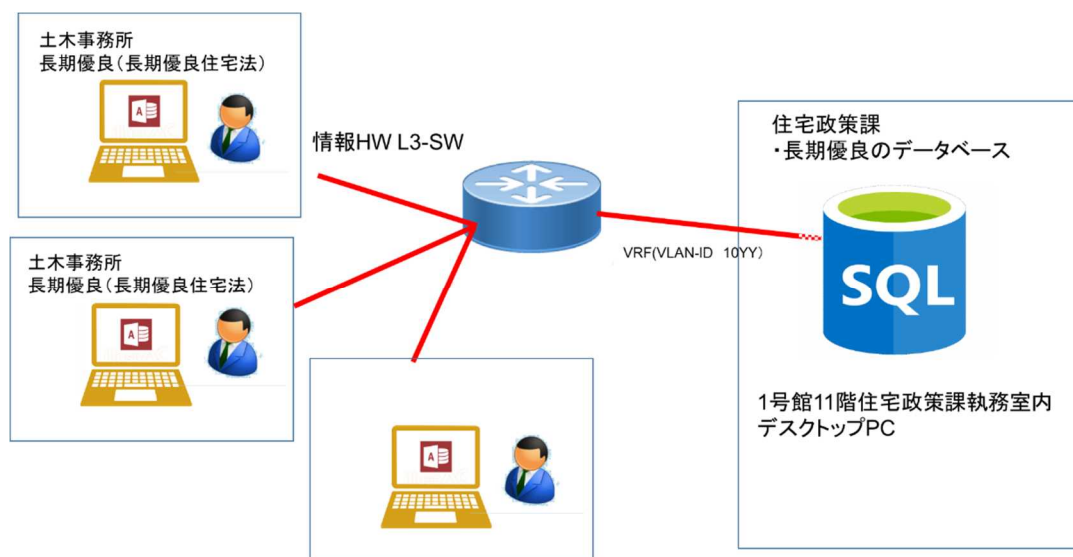 土木事務所
長期優良（長期優良住宅法）
A
情報HW L3-SW
住宅政策課
・長期優良のデータベース
VRF(VLAN-ID 10YY）
SQL
土木事務所
長期優良（長期優良住宅法）
A
1号館11階住宅政策課執務室内
デスクトップPC
A